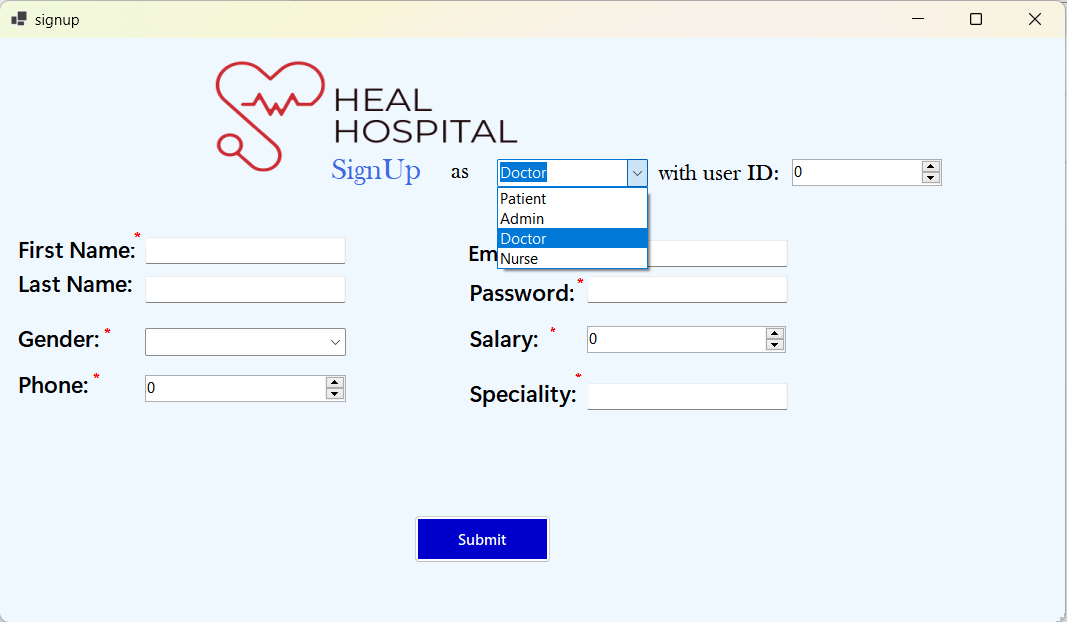 signup
HEAL
HOSPITAL
SignUp as Doctor with user ID: 0
Patient
Admin
Doctor
Nurse
First Name: *
Last Name:
Password: *
Gender: *
Salary: * 0
Phone: * 0
Speciality: *
Submit